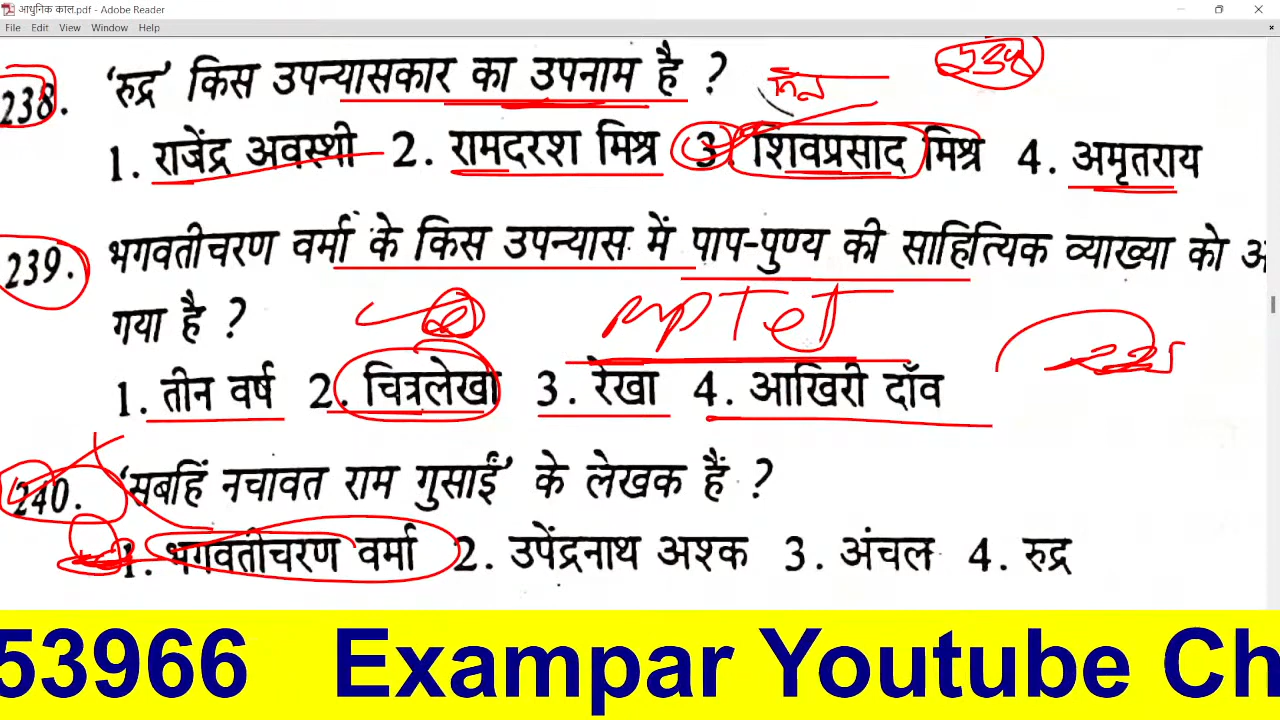 आधुनिक काल.pdf - Adobe Reader
File Edit View Window Help
238. ‘रुद्र’ किस उपन्यासकार का उपनाम है ?
1. राजेंद्र अवस्थी 2. रामदरश मिश्र 3. शिवप्रसाद मिश्र 4. अमृतराय
239. भगवतीचरण वर्मा के किस उपन्यास में पाप-पुण्य की साहित्यिक व्याख्या को
गया है ?
1. तीन वर्ष 2. चित्रलेखा 3. रेखा 4. आखिरी दाँव
240. ‘सबहिं नचावत राम गुसाईं’ के लेखक हैं ?
1. भगवतीचरण वर्मा 2. उपेंद्रनाथ अश्क 3. अंचल 4. रुद्र
53966 Exampar Youtube Ch